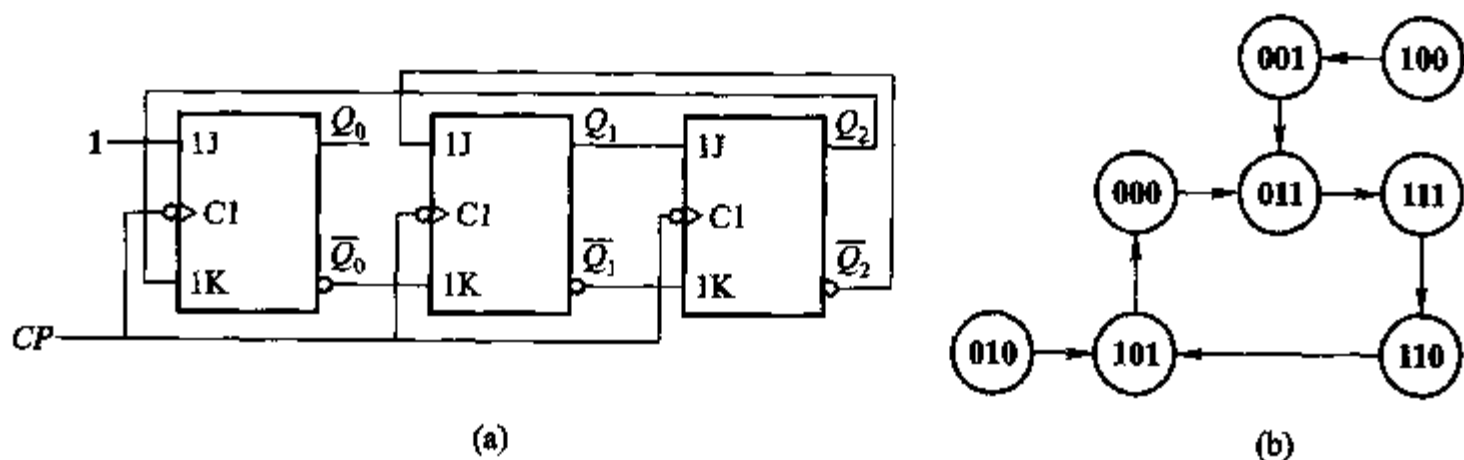 001 100
Q₀ Q₁ Q₂
1 1J 1J 1J
000 011 111
C1 C1 C1
Q̅₀ Q̅₁ Q̅₂
1K 1K 1K
CP
010 101 110
(a) (b)